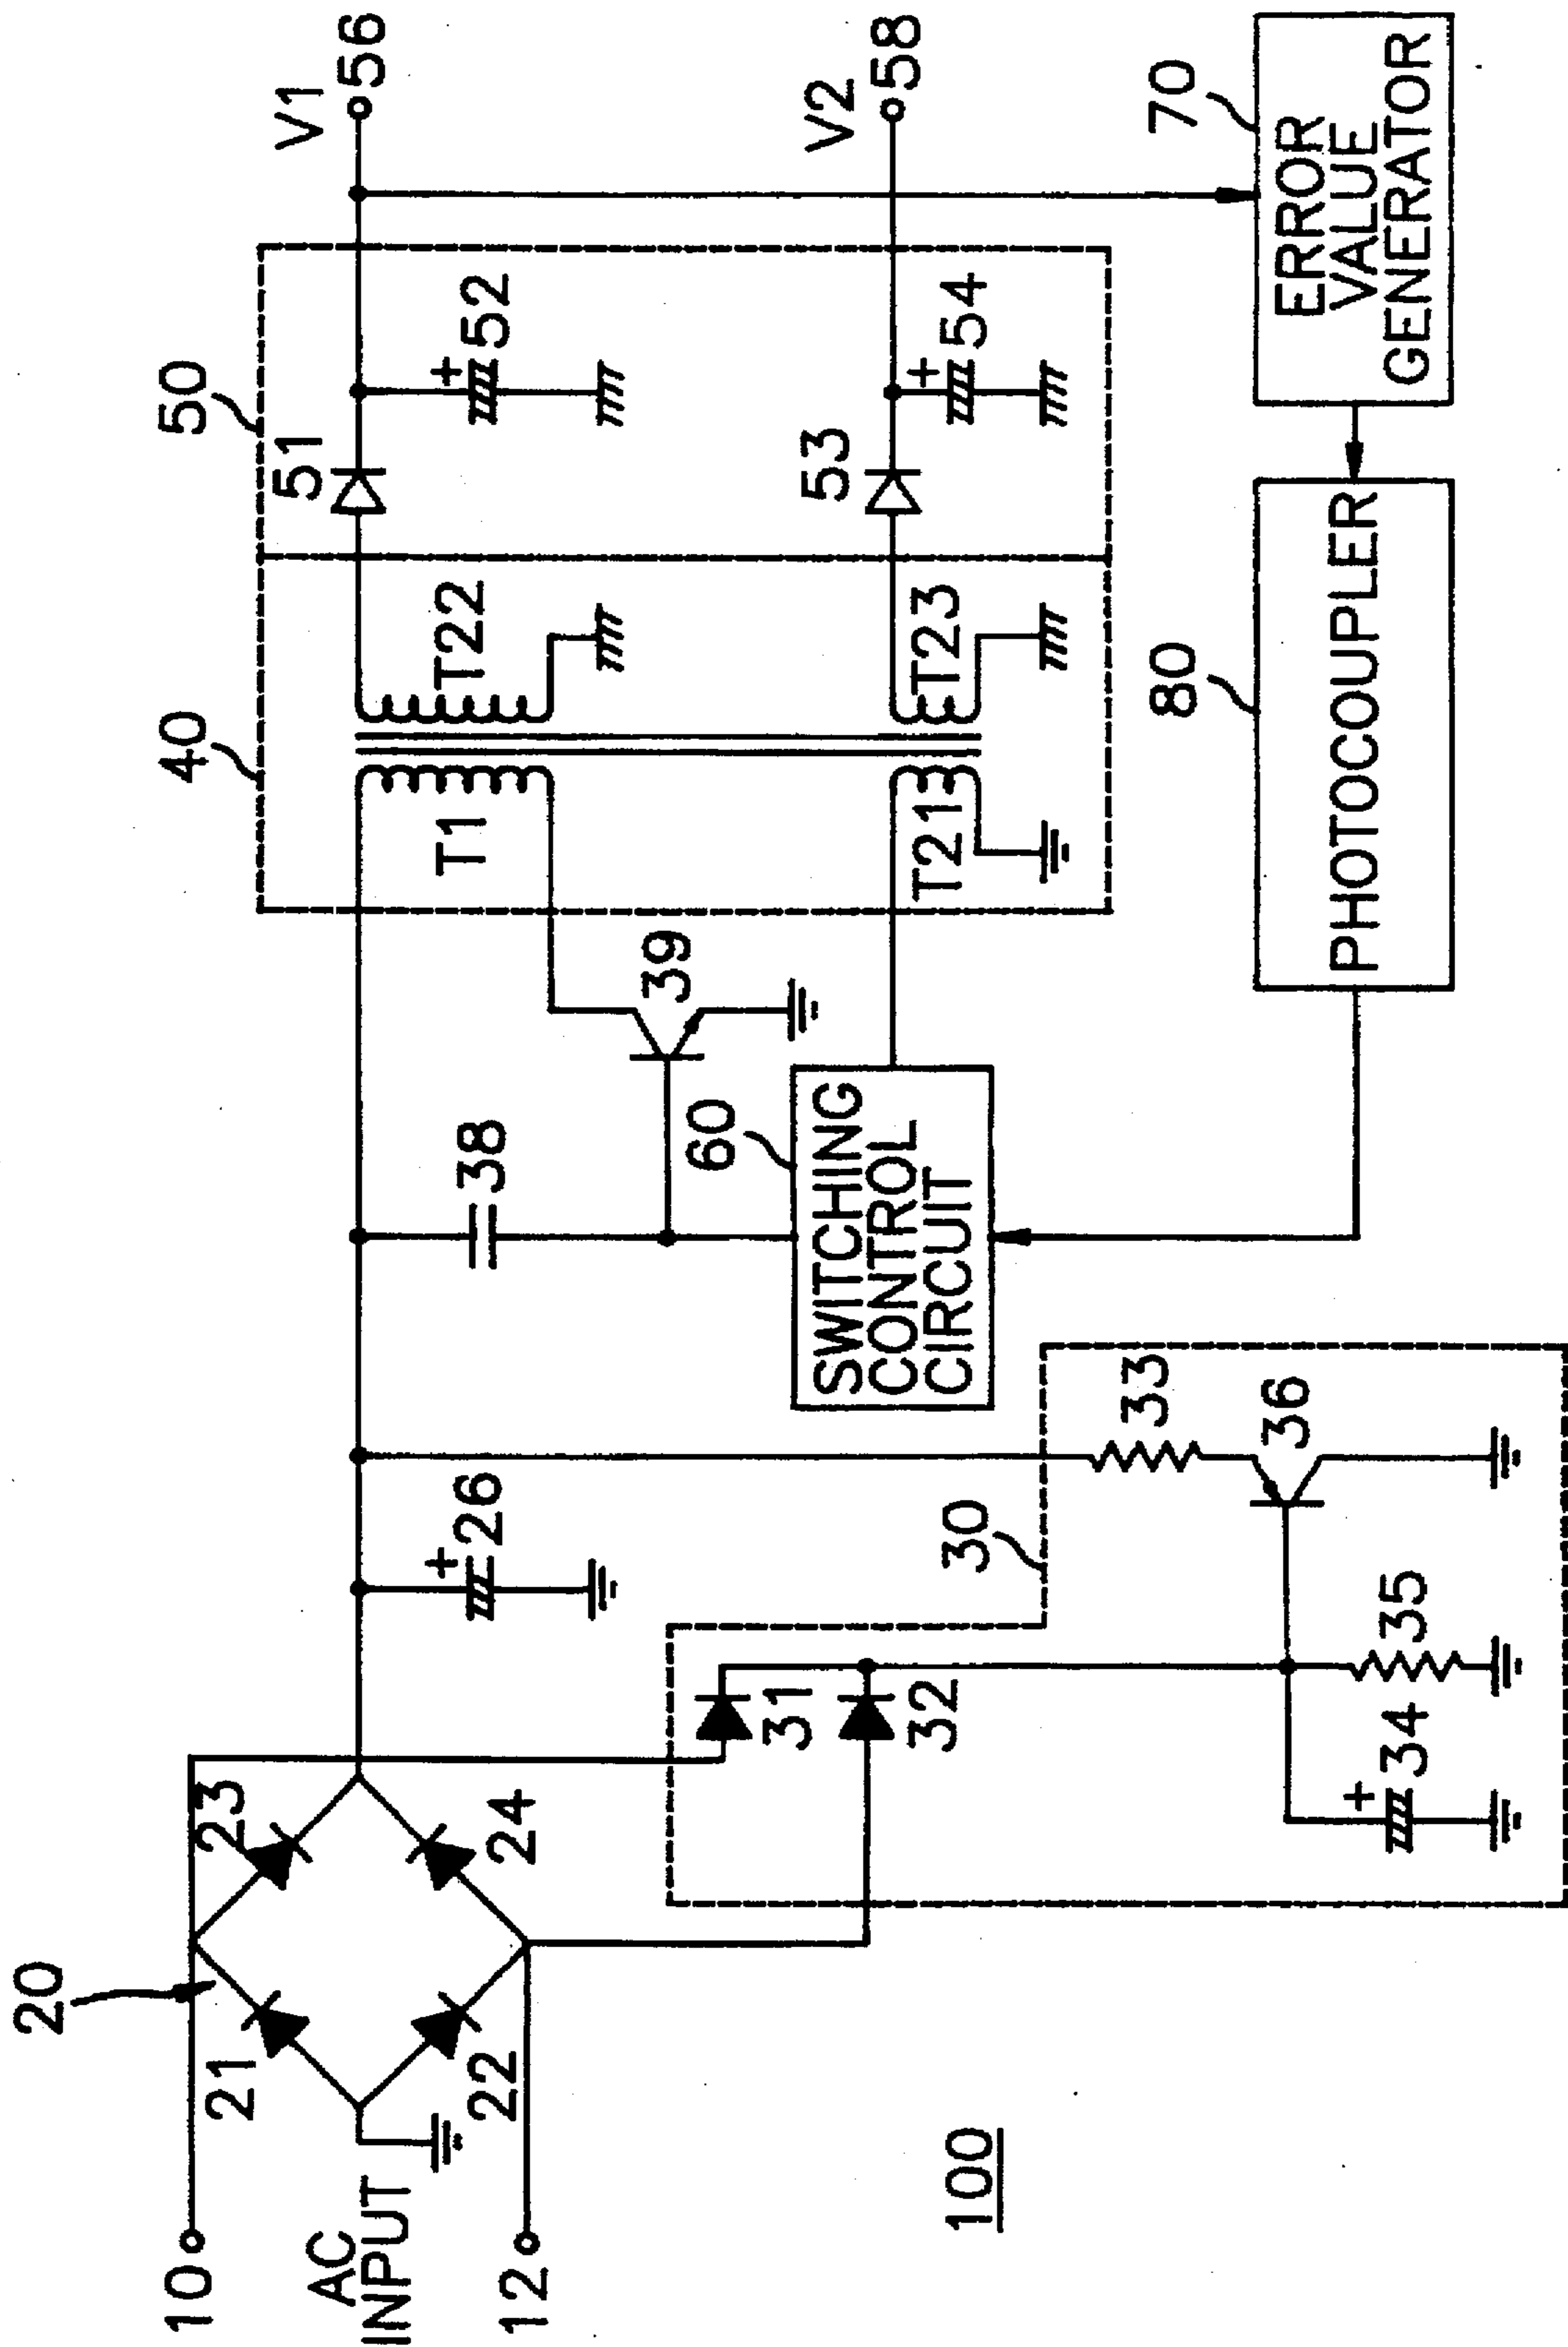 10
AC
INPUT
12
20
21
23
22
24
26
31
32
30
33
34
35
36
38
39
60
SWITCHING
CONTROL
CIRCUIT
40
T1
T22
T21
T23
50
51
52
53
54
V1
56
V2
58
70
ERROR
VALUE
GENERATOR
80
PHOTOCOUPLER
100